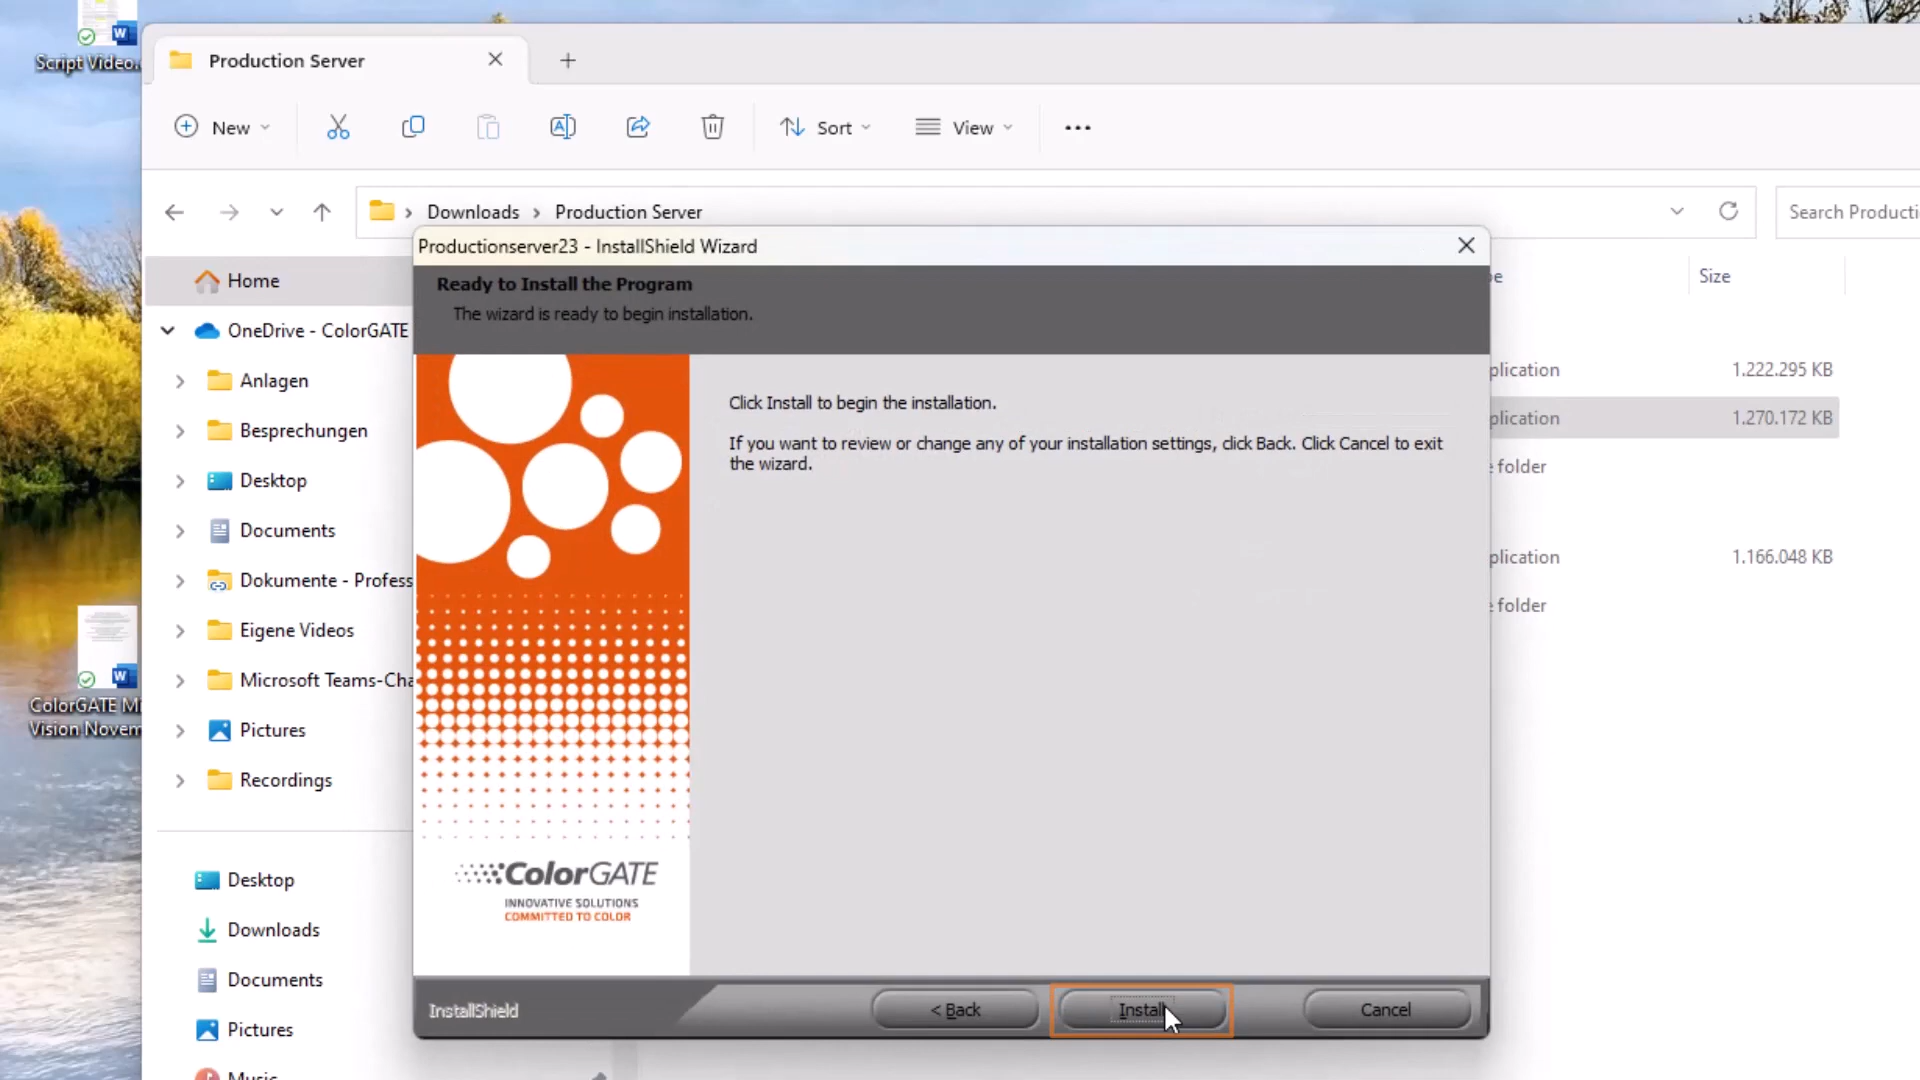 Script Video.
Production Server
New
Sort
View
Downloads
Production Server
Search Producti
Productionserver23 - InstallShield Wizard
Ready to Install the Program
The wizard is ready to begin installation.
Size
Home
OneDrive - ColorGATE
Anlagen
Besprechungen
Desktop
Documents
Dokumente - Profess
Eigene Videos
Microsoft Teams-Cha
Pictures
Recordings
Desktop
Downloads
Documents
Pictures
Music
Click Install to begin the installation.
If you want to review or change any of your installation settings, click Back. Click Cancel to exit
the wizard.
plication
1.222.295 KB
plication
1.270.172 KB
e folder
plication
1.166.048 KB
e folder
ColorGATE Mi
Vision Novem
ColorGATE
INNOVATIVE SOLUTIONS
COMMITTED TO COLOR
InstallShield
< Back
Install
Cancel